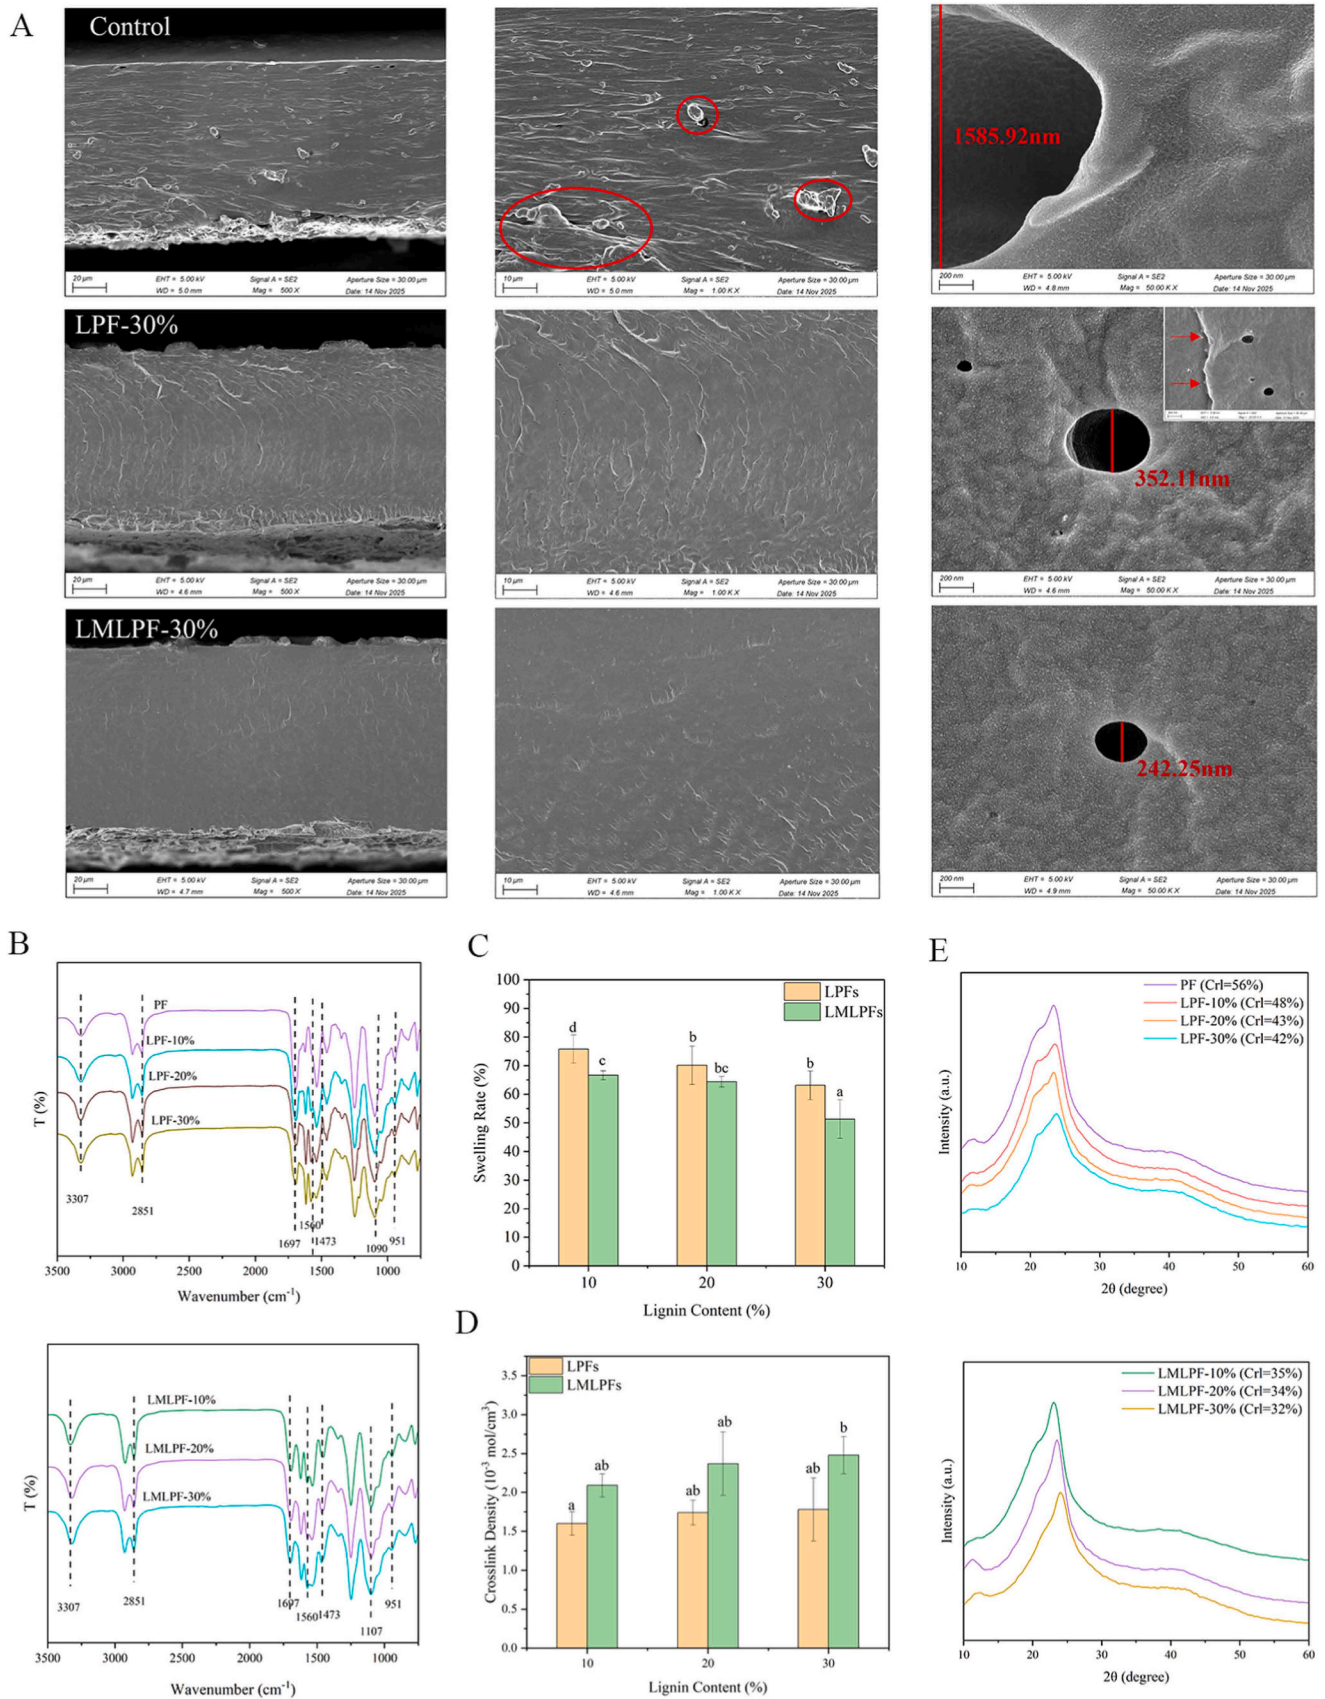 A
Control
1585.92nm
20 µm
EHT = 5.00 kV
Signal A = SE2
Aperture Size = 30.00 µm
WD = 5.0 mm
Mag = 500 X
Date: 14 Nov 2025
10 µm
EHT = 5.00 kV
Signal A = SE2
Aperture Size = 30.00 µm
WD = 5.0 mm
Mag = 1.00 K X
Date: 14 Nov 2025
200 nm
EHT = 5.00 kV
Signal A = SE2
Aperture Size = 30.00 µm
WD = 4.8 mm
Mag = 50.00 K X
Date: 14 Nov 2025
LPF-30%
352.11nm
20 µm
EHT = 5.00 kV
Signal A = SE2
Aperture Size = 30.00 µm
WD = 4.6 mm
Mag = 500 X
Date: 14 Nov 2025
10 µm
EHT = 5.00 kV
Signal A = SE2
Aperture Size = 30.00 µm
WD = 4.6 mm
Mag = 1.00 K X
Date: 14 Nov 2025
200 nm
EHT = 5.00 kV
Signal A = SE2
Aperture Size = 30.00 µm
WD = 4.6 mm
Mag = 50.00 K X
Date: 14 Nov 2025
LMLPF-30%
242.25nm
20 µm
EHT = 5.00 kV
Signal A = SE2
Aperture Size = 30.00 µm
WD = 4.7 mm
Mag = 500 X
Date: 14 Nov 2025
10 µm
EHT = 5.00 kV
Signal A = SE2
Aperture Size = 30.00 µm
WD = 4.6 mm
Mag = 1.00 K X
Date: 14 Nov 2025
200 nm
EHT = 5.00 kV
Signal A = SE2
Aperture Size = 30.00 µm
WD = 4.9 mm
Mag = 50.00 K X
Date: 14 Nov 2025
B
T (%)
PF
LPF-10%
LPF-20%
LPF-30%
3307
2851
1697
1560
1473
1090
951
3500 3000 2500 2000 1500 1000
Wavenumber (cm⁻¹)
T (%)
LMLPF-10%
LMLPF-20%
LMLPF-30%
3307
2851
1697
1560
1473
1107
951
3500 3000 2500 2000 1500 1000
Wavenumber (cm⁻¹)
C
Swelling Rate (%)
100
90
80
70
60
50
40
30
20
10
0
LPFs
LMLPFs
d
c
b
bc
b
a
10 20 30
Lignin Content (%)
D
Crosslink Density (10⁻³ mol/cm³)
3.5
3.0
2.5
2.0
1.5
1.0
0.5
0.0
LPFs
LMLPFs
a
ab
ab
ab
ab
b
10 20 30
Lignin Content (%)
E
Intensity (a.u.)
PF (Crl=56%)
LPF-10% (Crl=48%)
LPF-20% (Crl=43%)
LPF-30% (Crl=42%)
10 20 30 40 50 60
2θ (degree)
Intensity (a.u.)
LMLPF-10% (Crl=35%)
LMLPF-20% (Crl=34%)
LMLPF-30% (Crl=32%)
10 20 30 40 50 60
2θ (degree)